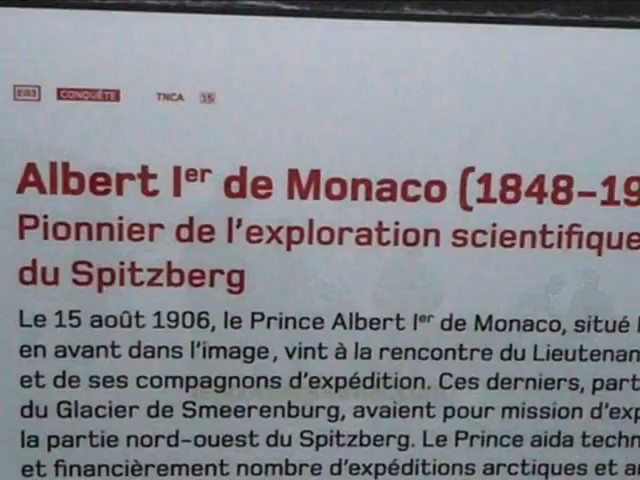 E03 CONQUÊTE TNCA 15
Albert Ier de Monaco (1848-19
Pionnier de l'exploration scientifique
du Spitzberg
Le 15 août 1906, le Prince Albert Ier de Monaco, situé
en avant dans l'image, vint à la rencontre du Lieutenan
et de ses compagnons d'expédition. Ces derniers, part
du Glacier de Smeerenburg, avaient pour mission d'exp
la partie nord-ouest du Spitzberg. Le Prince aida techn
et financièrement nombre d'expéditions arctiques et a